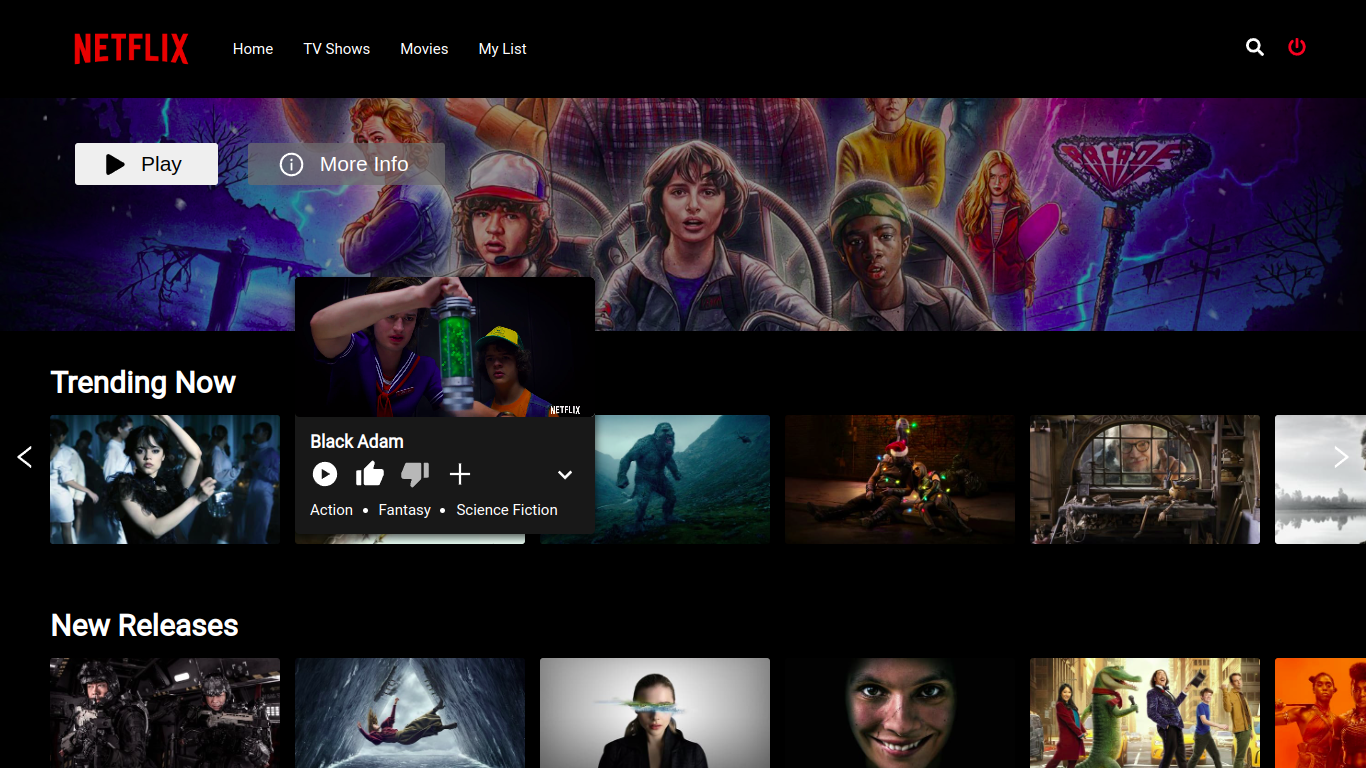 NETFLIX
Home
TV Shows
Movies
My List
Play
More Info
ARCADE
NETFLIX
Trending Now
Black Adam
Action • Fantasy • Science Fiction
New Releases